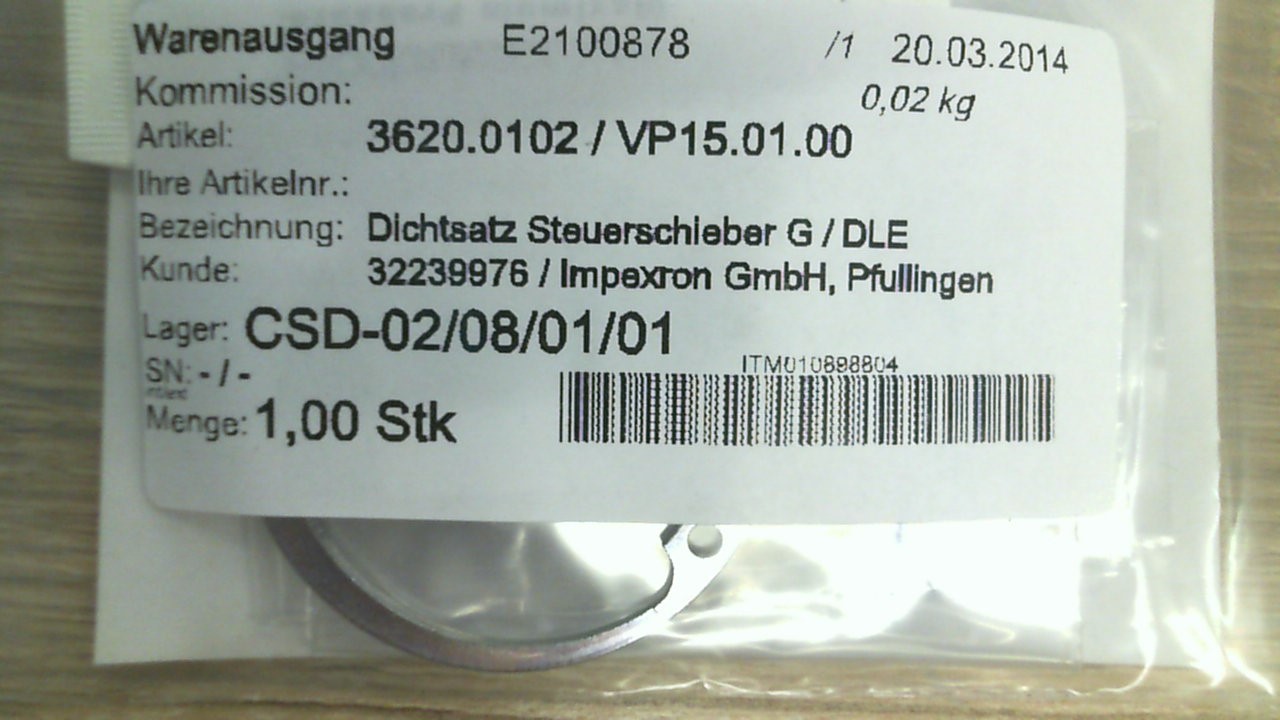 Warenausgang E2100878 /1 20.03.2014
Kommission: 0,02 kg
Artikel: 3620.0102 / VP15.01.00
Ihre Artikelnr.:
Bezeichnung: Dichtsatz Steuerschieber G / DLE
Kunde: 32239976 / Impexron GmbH, Pfullingen
Lager: CSD-02/08/01/01
ITM010898804
SN: - / -
Menge: 1,00 Stk